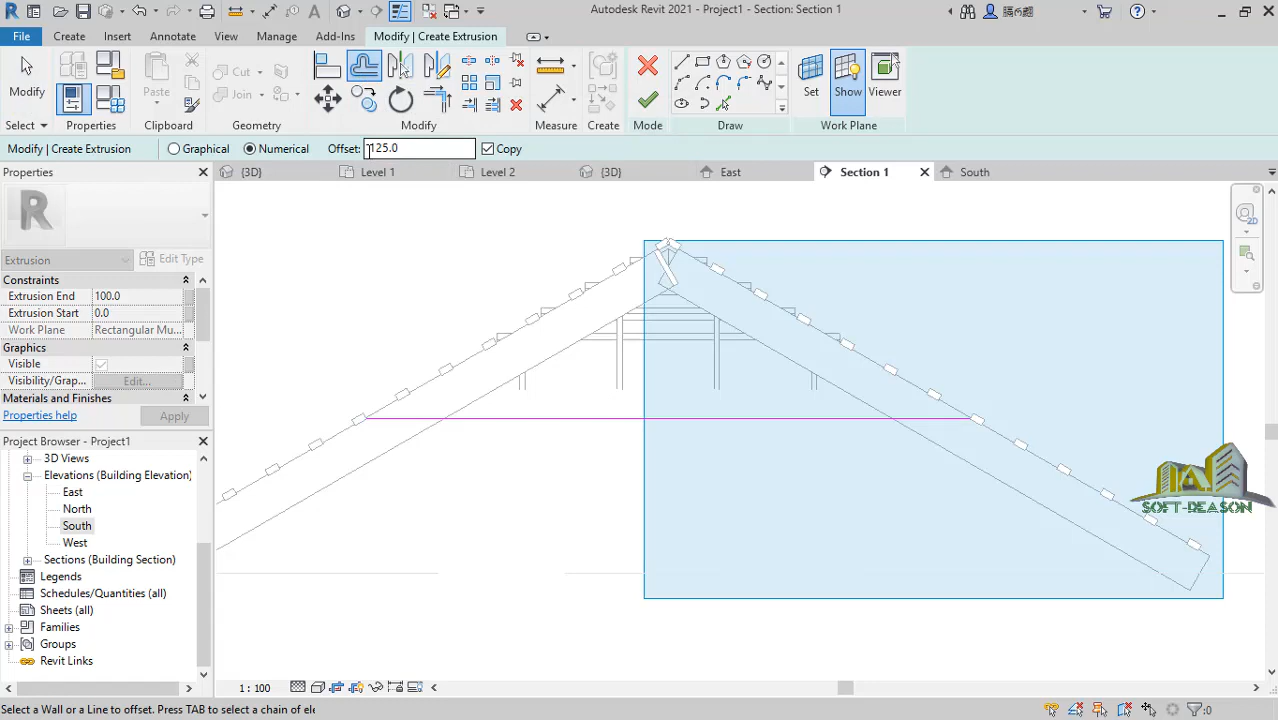 Autodesk Revit 2021 - Project1 - Section: Section 1
File Create Insert Annotate View Manage Add-Ins Modify | Create Extrusion
Modify Paste Cut Join Set Show Viewer
Select Properties Clipboard Geometry Modify Measure Create Mode Draw Work Plane
Modify | Create Extrusion Graphical Numerical Offset: 125.0 Copy
Properties
{3D} Level 1 Level 2 {3D} East Section 1 South
2D
Extrusion Edit Type
Constraints
Extrusion End 100.0
Extrusion Start 0.0
Work Plane Rectangular Mu...
Graphics
Visible
Visibility/Grap... Edit...
Materials and Finishes
Properties help Apply
Project Browser - Project1
3D Views
Elevations (Building Elevation)
East
North
South
West
Sections (Building Section)
Legends
Schedules/Quantities (all)
Sheets (all)
Families
Groups
Revit Links
SOFT-REASON
1 : 100
Select a Wall or a Line to offset. Press TAB to select a chain of ele
:0